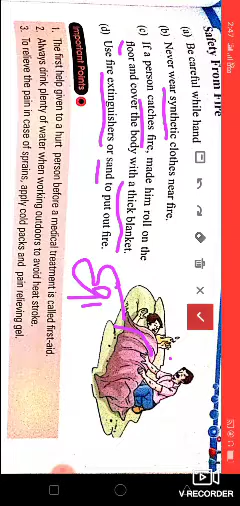 2:47
Safety From Fire
(a) Be careful while hand
(b) Never wear synthetic clothes near fire.
(c) If a person catches fire, made him roll on the
floor and cover the body with a thick blanket.
(d) Use fire extinguishers or sand to put out fire.
Important Points
1. The first help given to a hurt person before a medical treatment is called first-aid.
2. Always drink plenty of water when working outdoors to avoid heat stroke.
3. To relieve the pain in case of sprains, apply cold packs and pain relieving gel.
V-RECORDER